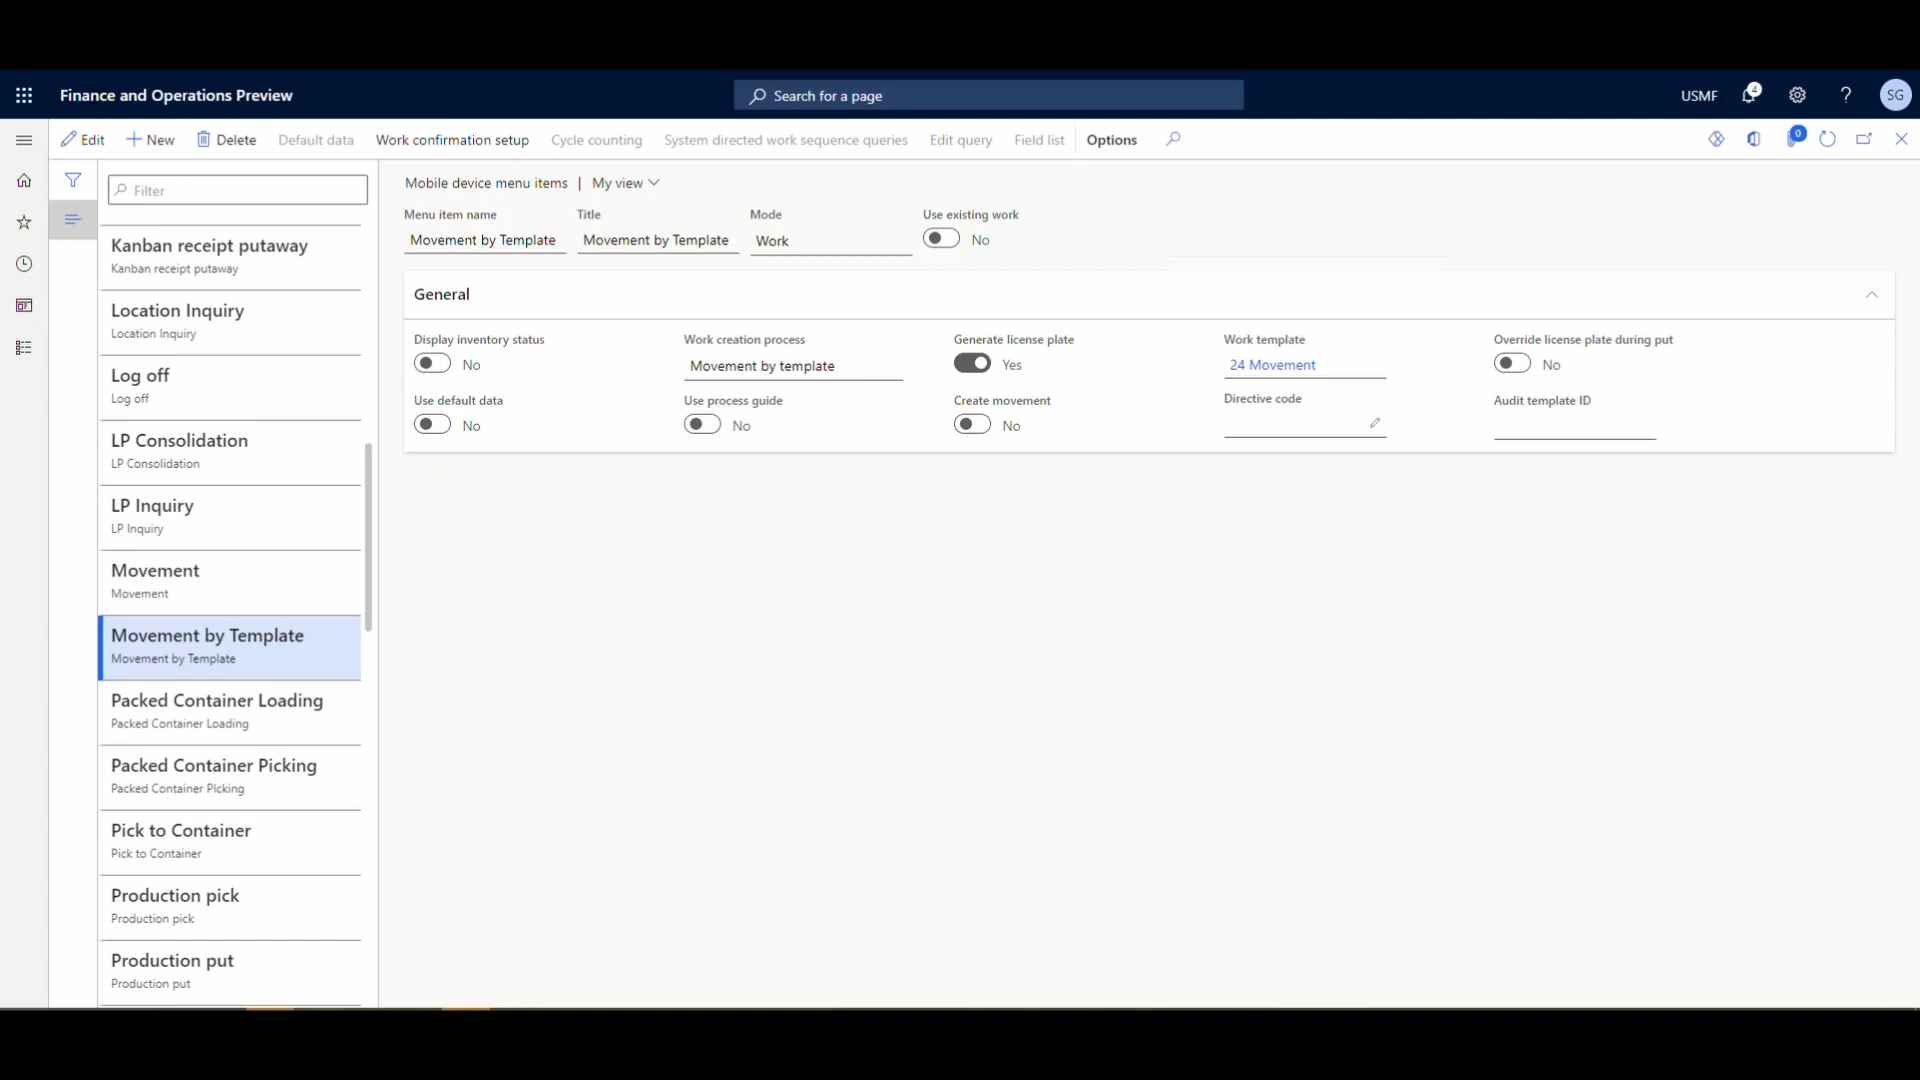 Finance and Operations Preview
Search for a page
USMF
4
?
SG
Edit
New
Delete
Default data
Work confirmation setup
Cycle counting
System directed work sequence queries
Edit query
Field list
Options
0
Filter
Kanban receipt putaway
Kanban receipt putaway
Location Inquiry
Location Inquiry
Log off
Log off
LP Consolidation
LP Consolidation
LP Inquiry
LP Inquiry
Movement
Movement
Movement by Template
Movement by Template
Packed Container Loading
Packed Container Loading
Packed Container Picking
Packed Container PIcking
Pick to Container
Pick to Container
Production pick
Production pick
Production put
Production put
Mobile device menu items | My view
Menu item name
Movement by Template
Title
Movement by Template
Mode
Work
Use existing work
No
General
Display inventory status
No
Use default data
No
Work creation process
Movement by template
Use process guide
No
Generate license plate
Yes
Create movement
No
Work template
24 Movement
Directive code
Override license plate during put
No
Audit template ID